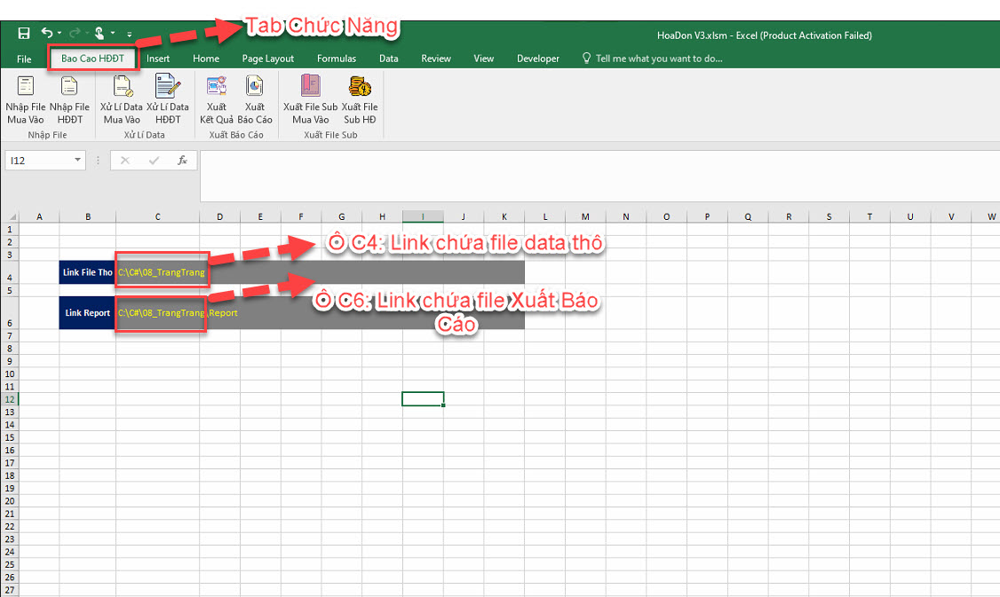 Tab Chức Năng
HoaDon V3.xlsm - Excel (Product Activation Failed)
File Bao Cao HĐĐT Insert Home Page Layout Formulas Data Review View Developer Tell me what you want to do...
Nhập File Nhập File Xử Lí Data Xử Lí Data Xuất Xuất Xuất File Sub Xuất File
Mua Vào HĐĐT Mua Vào HĐĐT Kết Quả Báo Cáo Mua Vào Sub HĐ
Nhập File Xử Lí Data Xuất Báo Cáo Xuất File Sub
I12 fx
A B C D E F G H I J K L M N O P Q R S T U V W
1
2
Ô C4: Link chứa file data thô
3
4 Link File Tho C:\C#\08_TrangTrang
5
Ô C6: Link chứa file Xuất Báo
Cáo
6 Link Report C:\C#\08_TrangTrang\Report
7
8
9
10
11
12
13
14
15
16
17
18
19
20
21
22
23
24
25
26
27